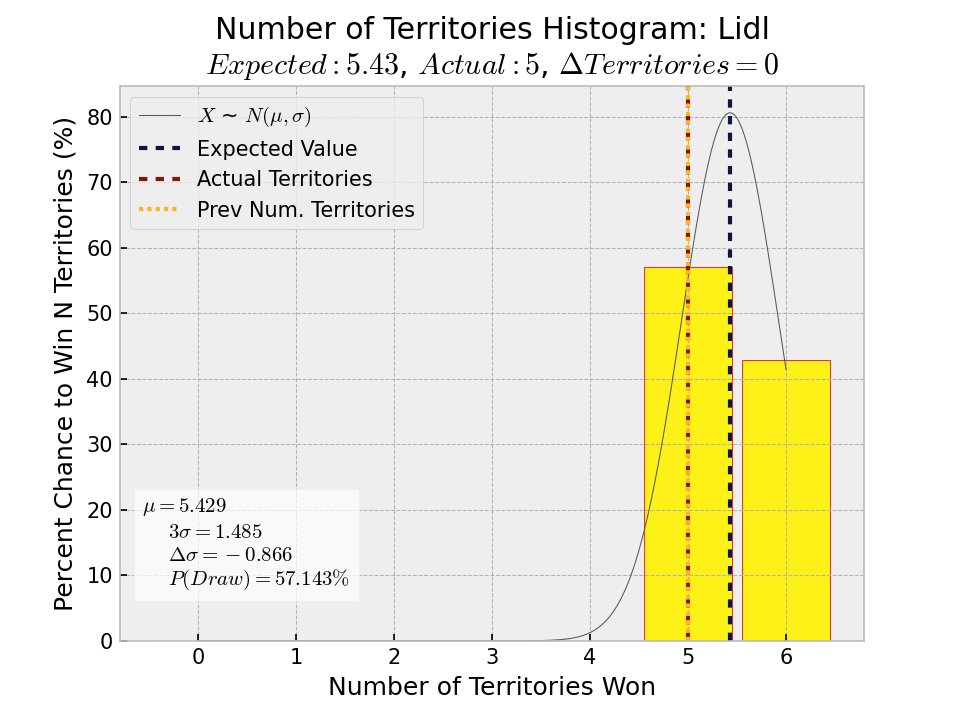 Number of Territories Histogram: Lidl
Expected : 5.43, Actual : 5, ΔTerritories = 0
Percent Chance to Win N Territories (%)
80
70
60
50
40
30
20
10
0
X ~ N(μ, σ)
Expected Value
Actual Territories
Prev Num. Territories
μ = 5.429
3σ = 1.485
Δσ = − 0.866
P(Draw) = 57.143%
0 1 2 3 4 5 6
Number of Territories Won